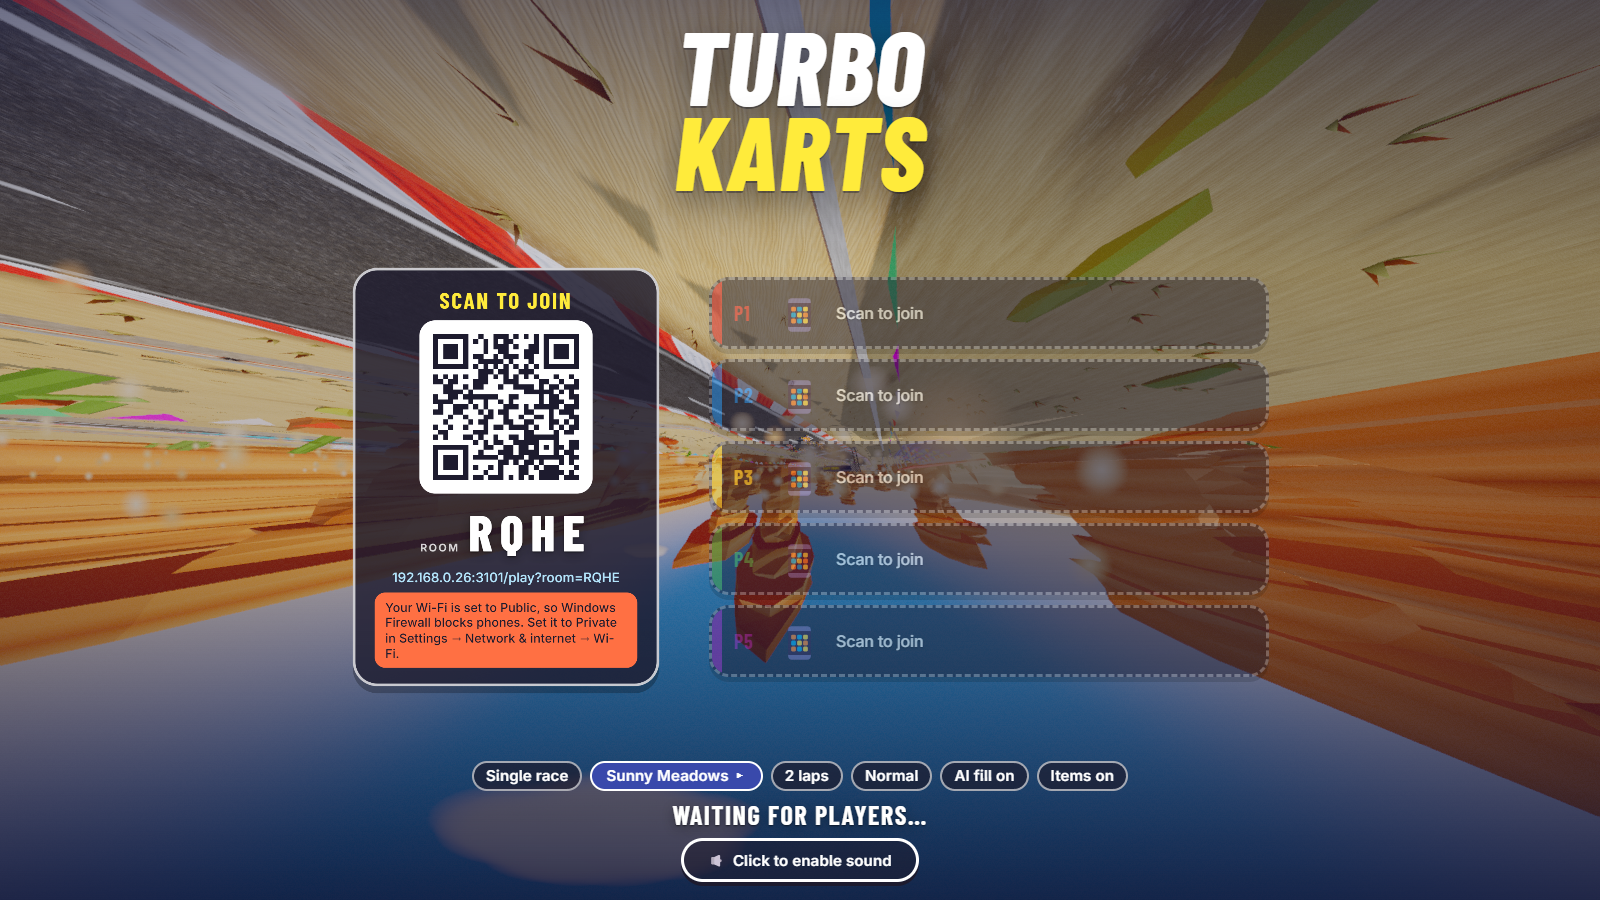 TURBO
KARTS
SCAN TO JOIN
ROOM RQHE
192.168.0.26:3101/play?room=RQHE
Your Wi-Fi is set to Public, so Windows
Firewall blocks phones. Set it to Private
in Settings → Network & internet → Wi-
Fi.
P1 Scan to join
P2 Scan to join
P3 Scan to join
P4 Scan to join
P5 Scan to join
Single race
Sunny Meadows ▸
2 laps
Normal
AI fill on
Items on
WAITING FOR PLAYERS...
Click to enable sound